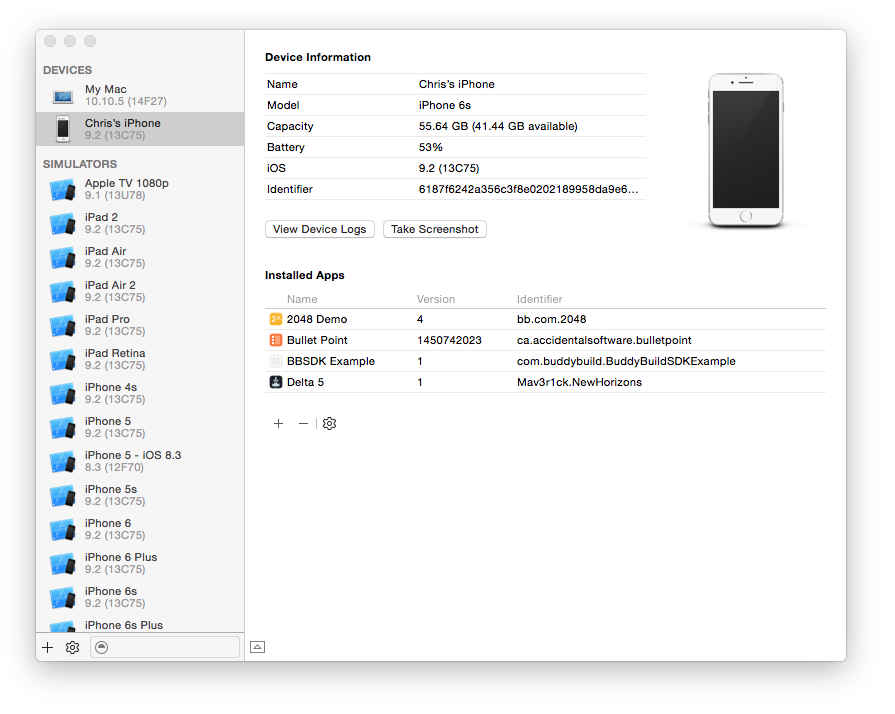 DEVICES
My Mac
10.10.5 (14F27)
Chris’s iPhone
9.2 (13C75)
SIMULATORS
Apple TV 1080p
9.1 (13U78)
iPad 2
9.2 (13C75)
iPad Air
9.2 (13C75)
iPad Air 2
9.2 (13C75)
iPad Pro
9.2 (13C75)
iPad Retina
9.2 (13C75)
iPhone 4s
9.2 (13C75)
iPhone 5
9.2 (13C75)
iPhone 5 - iOS 8.3
8.3 (12F70)
iPhone 5s
9.2 (13C75)
iPhone 6
9.2 (13C75)
iPhone 6 Plus
9.2 (13C75)
iPhone 6s
9.2 (13C75)
iPhone 6s Plus
Device Information
Name Chris’s iPhone
Model iPhone 6s
Capacity 55.64 GB (41.44 GB available)
Battery 53%
iOS 9.2 (13C75)
Identifier 6187f6242a356c3f8e0202189958da9e6...
View Device Logs Take Screenshot
Installed Apps
Name Version Identifier
2048 Demo 4 bb.com.2048
Bullet Point 1450742023 ca.accidentalsoftware.bulletpoint
BBSDK Example 1 com.buddybuild.BuddyBuildSDKExample
Delta 5 1 Mav3r1ck.NewHorizons